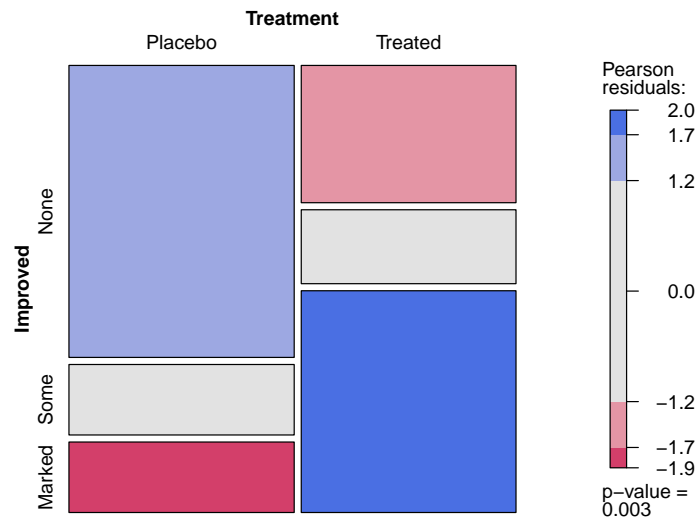 Treatment
Placebo
Treated
Improved
None
Some
Marked
Pearson
residuals:
2.0
1.7
1.2
0.0
−1.2
−1.7
−1.9
p−value =
0.003